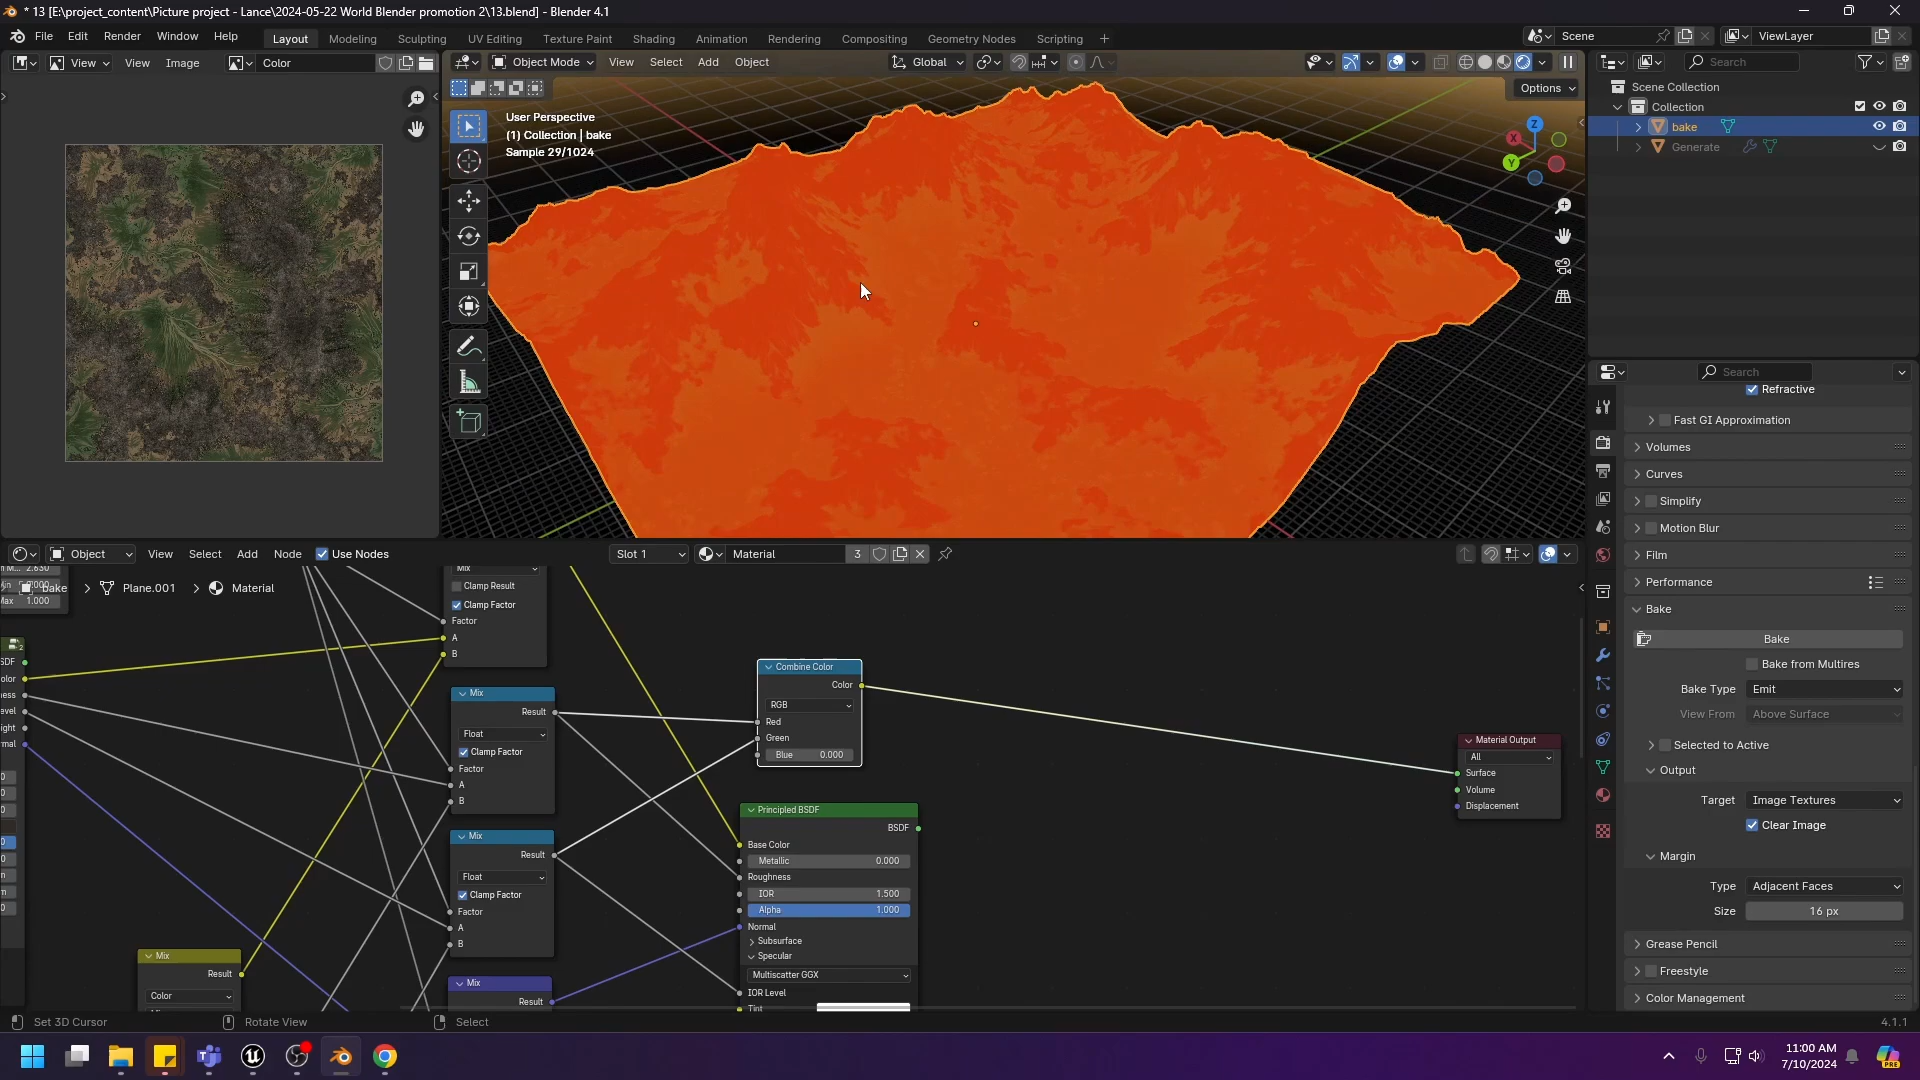 * 13 [E:\project_content\Picture project - Lance\2024-05-22 World Blender promotion 2\13.blend] - Blender 4.1
File Edit Render Window Help
Layout Modeling Sculpting UV Editing Texture Paint Shading Animation Rendering Compositing Geometry Nodes Scripting +
Scene
ViewLayer
View View Image Color
Object Mode View Select Add Object
Global
Options
User Perspective
(1) Collection | bake
Sample 29/1024
Z
X
Y
Search
Scene Collection
Collection
bake
Generate
Search
Refractive
Fast GI Approximation
Volumes
Curves
Simplify
Motion Blur
Film
Performance
Bake
Bake
Bake from Multires
Bake Type Emit
View From Above Surface
Selected to Active
Output
Target Image Textures
Clear Image
Margin
Type Adjacent Faces
Size 16 px
Grease Pencil
Freestyle
Color Management
Object View Select Add Node Use Nodes
Slot 1
Material 3
bake > Plane.001 > Material
2.630
Max 1.000
Mix
Clamp Result
Clamp Factor
Factor
A
B
Mix
Result
Float
Clamp Factor
Factor
A
B
Mix
Result
Float
Clamp Factor
Factor
A
B
Mix
Result
Mix
Result
Color
Combine Color
Color
RGB
Red
Green
Blue 0.000
Principled BSDF
BSDF
Base Color
Metallic 0.000
Roughness
IOR 1.500
Alpha 1.000
Normal
Subsurface
Specular
Multiscatter GGX
IOR Level
Tint
Material Output
All
Surface
Volume
Displacement
Set 3D Cursor
Rotate View
Select
4.1.1
11:00 AM
7/10/2024
PRE